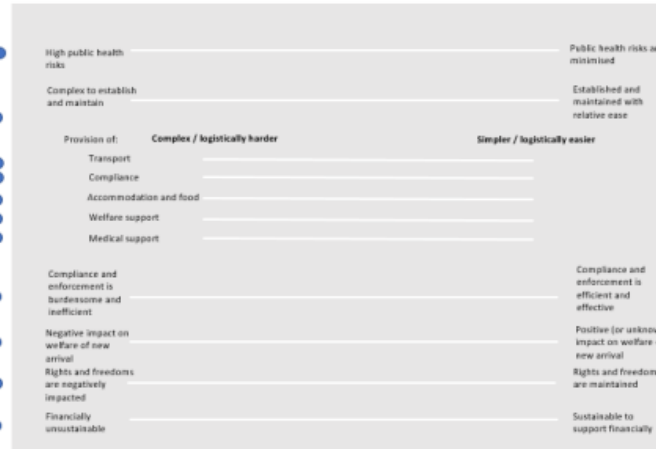 High public health
risks
Public health risks
minimised
Complex to establish
and maintain
Established and
maintained with
relative ease
Provision of:
Complex / logistically harder
Simpler / logistically easier
Transport
Compliance
Accommodation and food
Welfare support
Medical support
Compliance and
enforcement is
burdensome and
inefficient
Compliance and
enforcement is
efficient and
effective
Negative impact on
welfare of new
arrival
Positive (or
impact on welfare
new arrival
Rights and freedoms
are negatively
impacted
Rights and
are maintained
Financially
unsustainable
Sustainable to
support financially